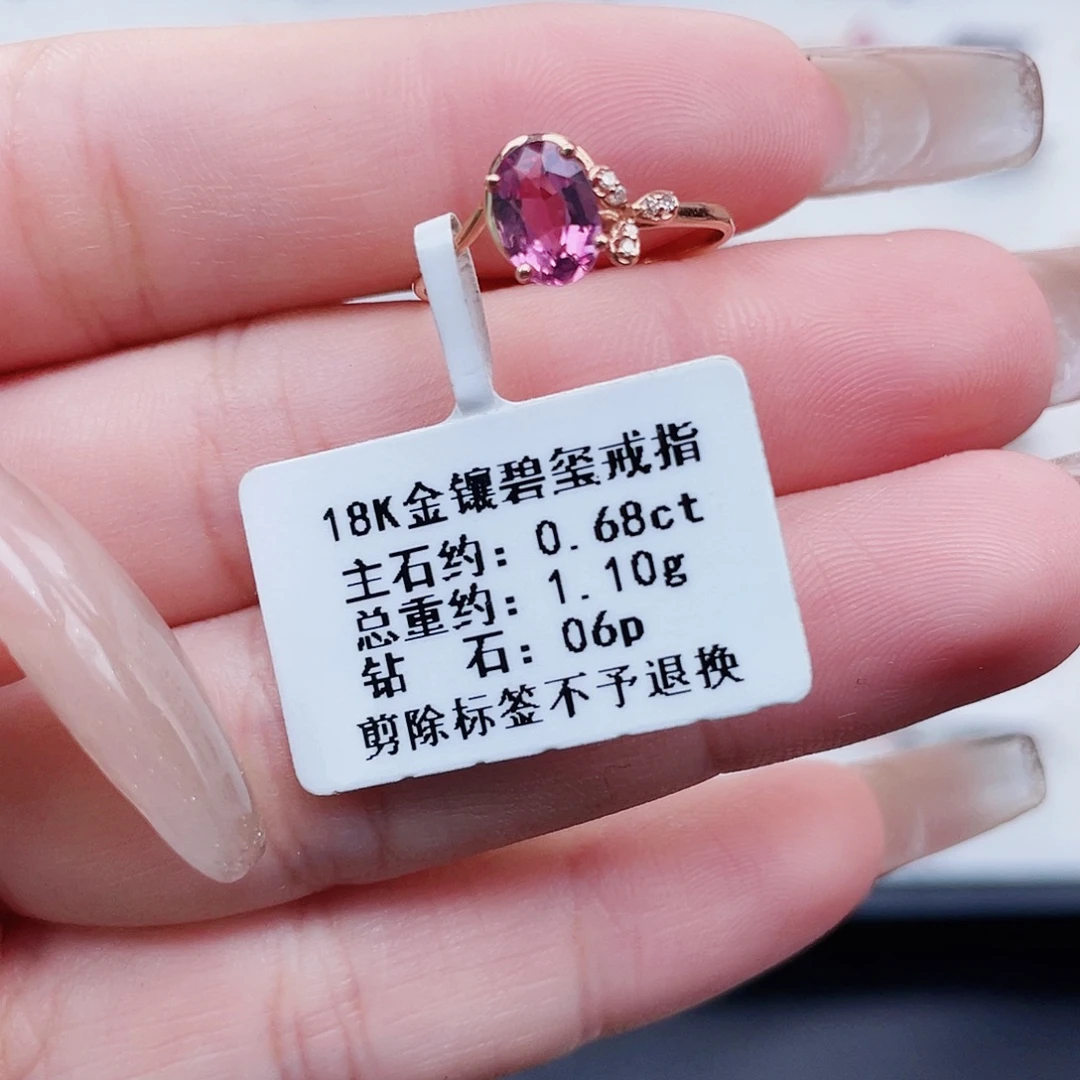 18K金镶碧玺戒指
主石约：0.68ct
总重约：1.10g
钻 石：06p
剪除标签不予退换